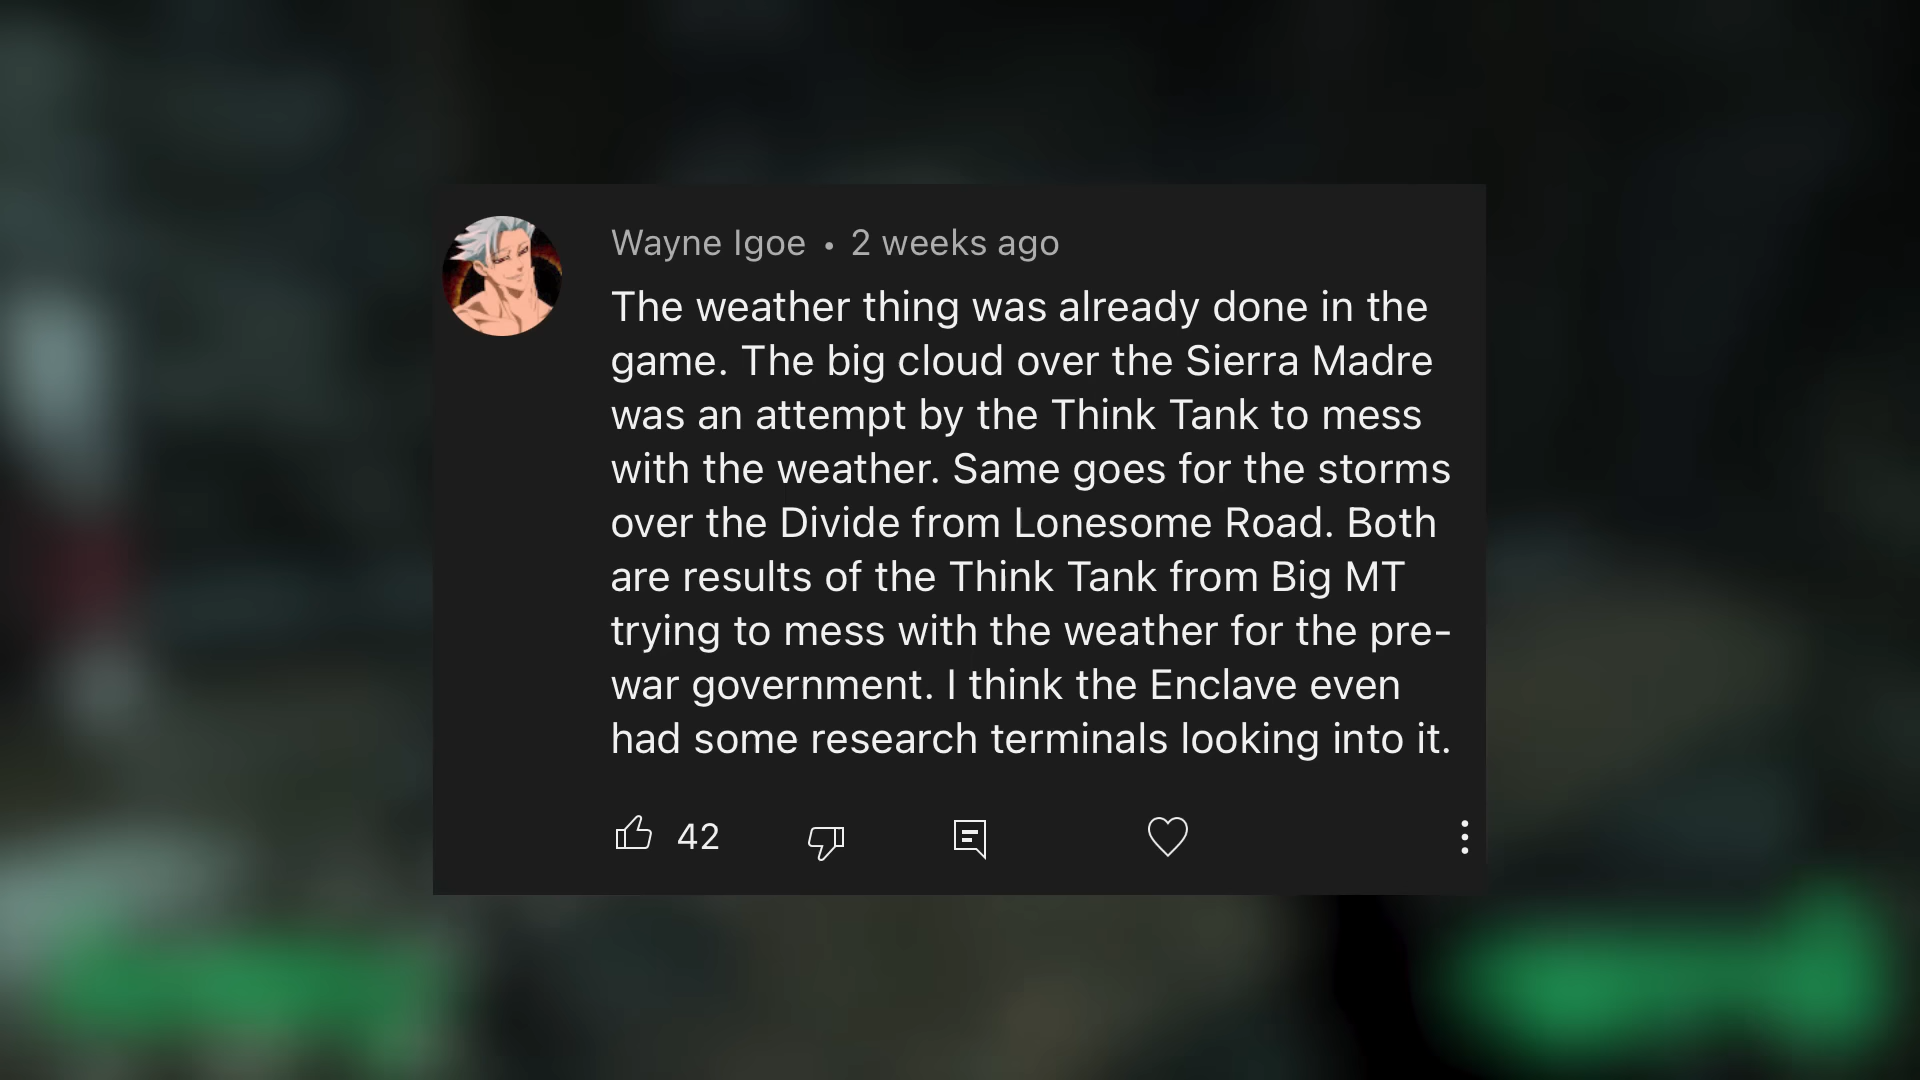 Wayne Igoe • 2 weeks ago
The weather thing was already done in the
game. The big cloud over the Sierra Madre
was an attempt by the Think Tank to mess
with the weather. Same goes for the storms
over the Divide from Lonesome Road. Both
are results of the Think Tank from Big MT
trying to mess with the weather for the pre-
war government. I think the Enclave even
had some research terminals looking into it.
42